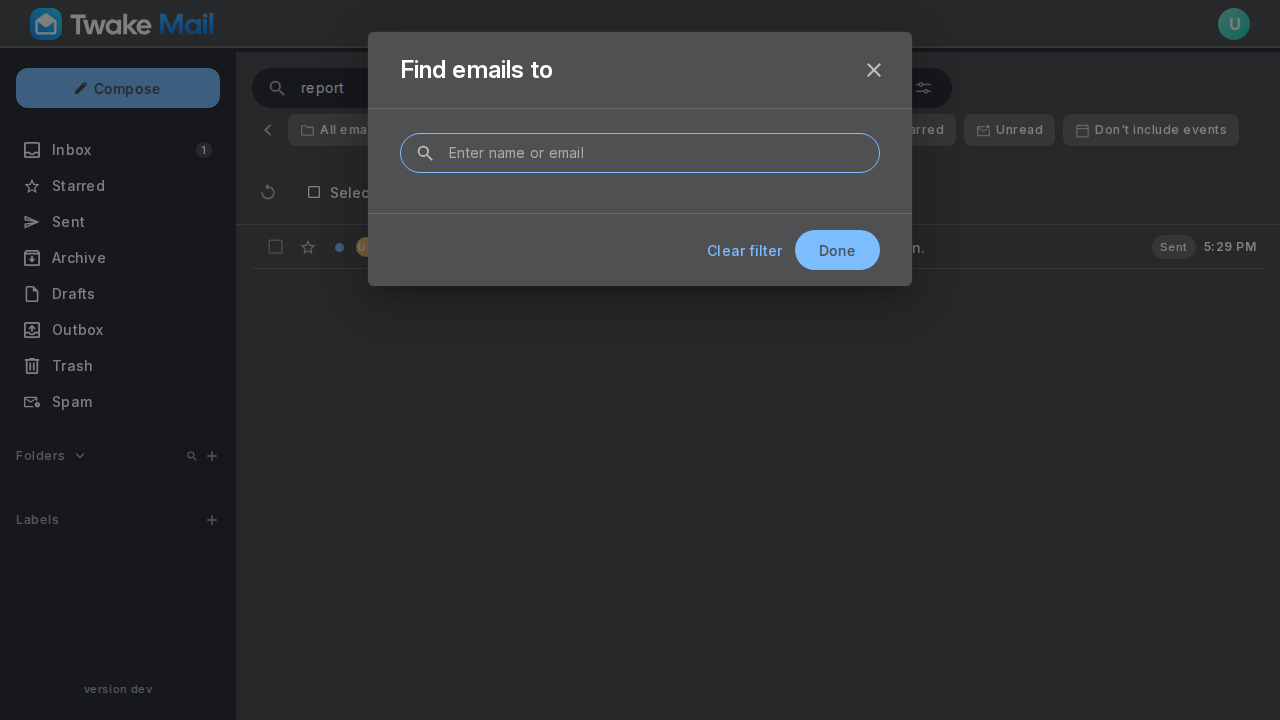 Twake Mail
U
Find emails to
Compose
report
All ema
arred
Unread
Don't include events
Enter name or email
Inbox
1
Starred
Selec
Sent
Clear filter
Done
n.
Sent
5:29 PM
Archive
Drafts
Outbox
Trash
Spam
Folders
Labels
version dev